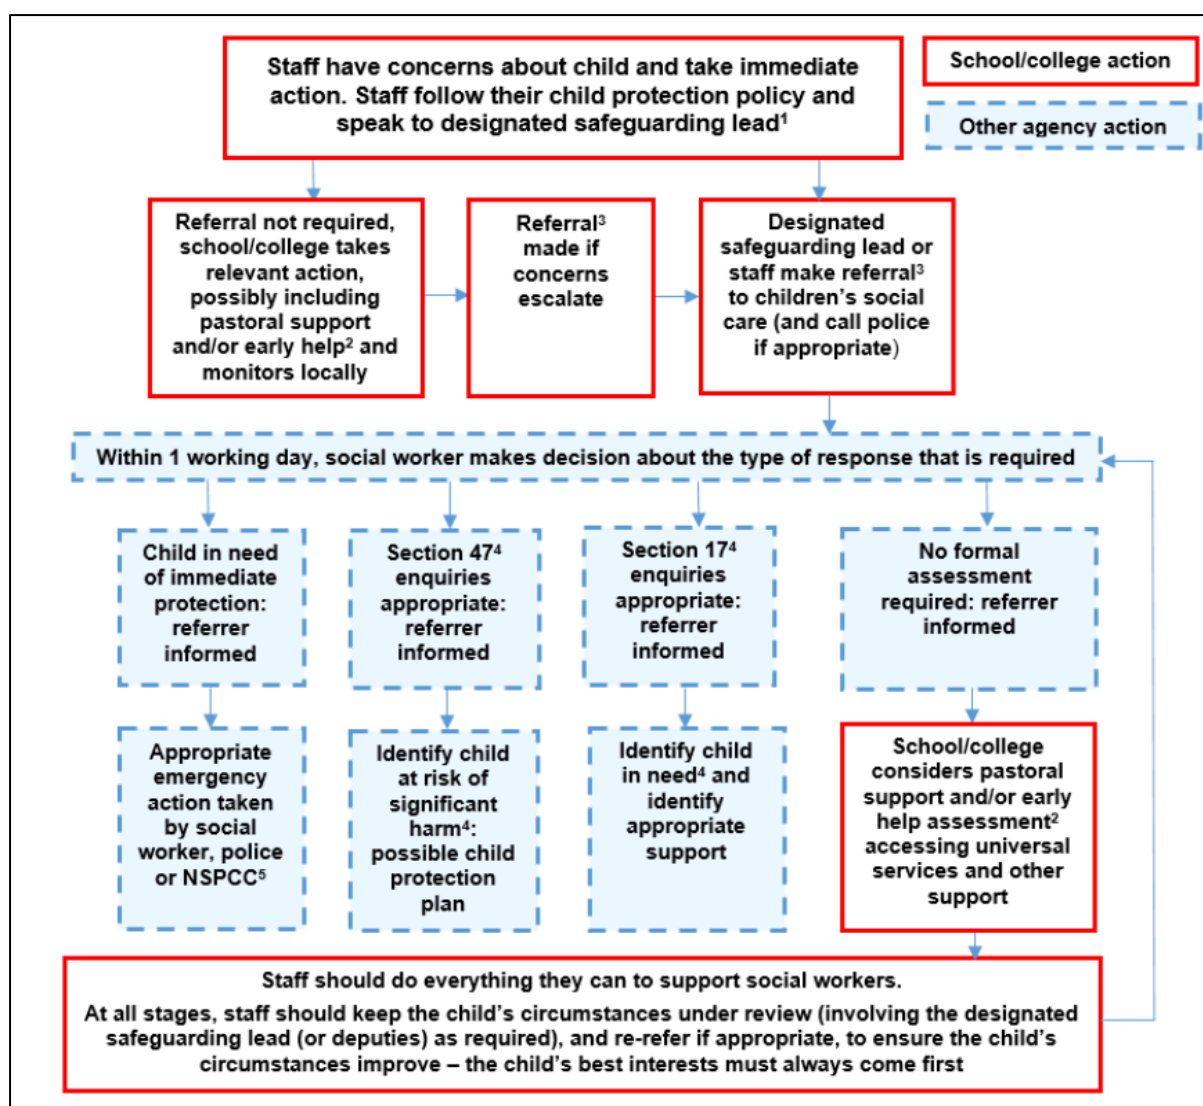 Staff have concerns about child and take immediate
action. Staff follow their child protection policy and
speak to designated safeguarding lead¹
School/college action
Other agency action
Referral not required,
school/college takes
relevant action,
possibly including
pastoral support
and/or early help² and
monitors locally
Referral³
made if
concerns
escalate
Designated
safeguarding lead or
staff make referral³
to children's social
care (and call police
if appropriate)
Within 1 working day, social worker makes decision about the type of response that is required
Child in need
of immediate
protection:
referrer
informed
Section 47⁴
enquiries
appropriate:
referrer
informed
Section 17⁴
enquiries
appropriate:
referrer
informed
No formal
assessment
required: referrer
informed
Appropriate
emergency
action taken
by social
worker, police
or NSPCC⁵
Identify child
at risk of
significant
harm⁴:
possible child
protection
plan
Identify child
in need⁴ and
identify
appropriate
support
School/college
considers pastoral
support and/or early
help assessment²
accessing universal
services and other
support
Staff should do everything they can to support social workers.
At all stages, staff should keep the child's circumstances under review (involving the designated
safeguarding lead (or deputies) as required), and re-refer if appropriate, to ensure the child's
circumstances improve – the child's best interests must always come first